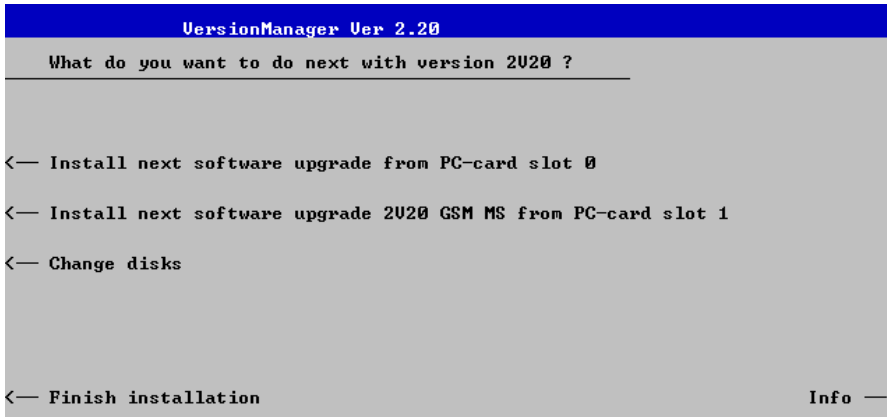 VersionManager Ver 2.20
What do you want to do next with version 2V20 ?
<── Install next software upgrade from PC-card slot 0
<── Install next software upgrade 2V20 GSM MS from PC-card slot 1
<── Change disks
<── Finish installation Info ──